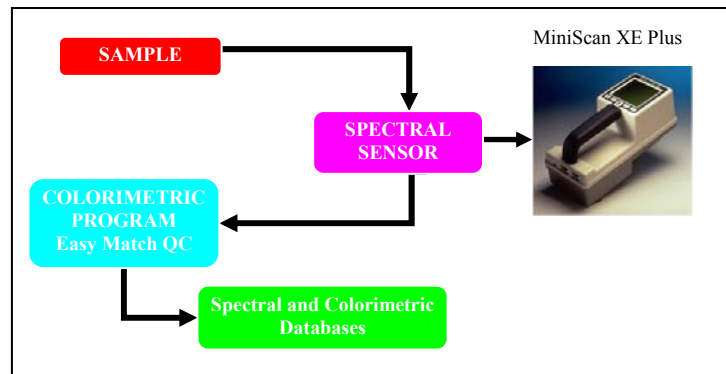 MiniScan XE Plus
SAMPLE
SPECTRAL
SENSOR
COLORIMETRIC
PROGRAM
Easy Match QC
Spectral and Colorimetric
Databases